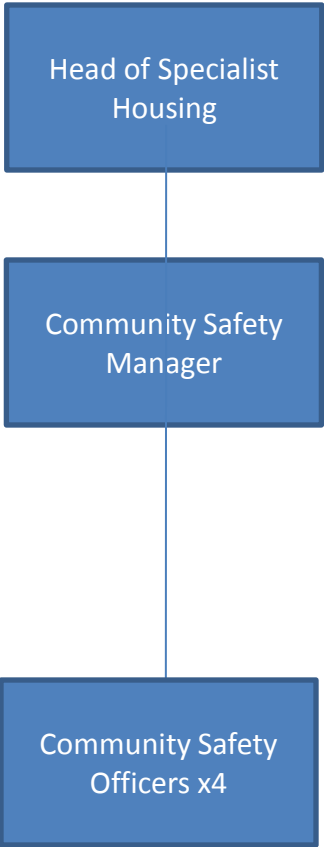 Head of Specialist
Housing
Community Safety
Manager
Community Safety
Officers x4